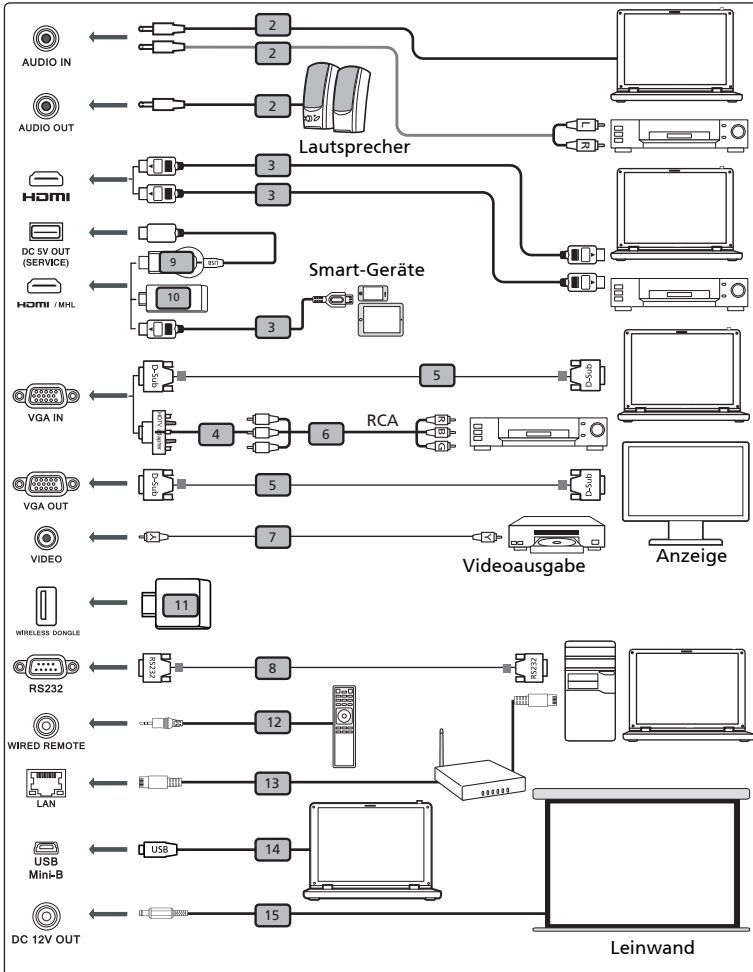 AUDIO IN
2
2
AUDIO OUT
2
Lautsprecher
L
R
HDMI
3
3
DC 5V OUT
(SERVICE)
USB
9
Smart-Geräte
HDMI / MHL
10
3
VGA IN
D-Sub
5
D-Sub
HDTV adapter
4
6
RCA
R
B
G
VGA OUT
D-Sub
5
D-Sub
VIDEO
Y
7
Y
Videoausgabe
Anzeige
WIRELESS DONGLE
11
RS232
RS232
8
RS232
WIRED REMOTE
12
LAN
13
USB
Mini-B
USB
14
DC 12V OUT
15
Leinwand